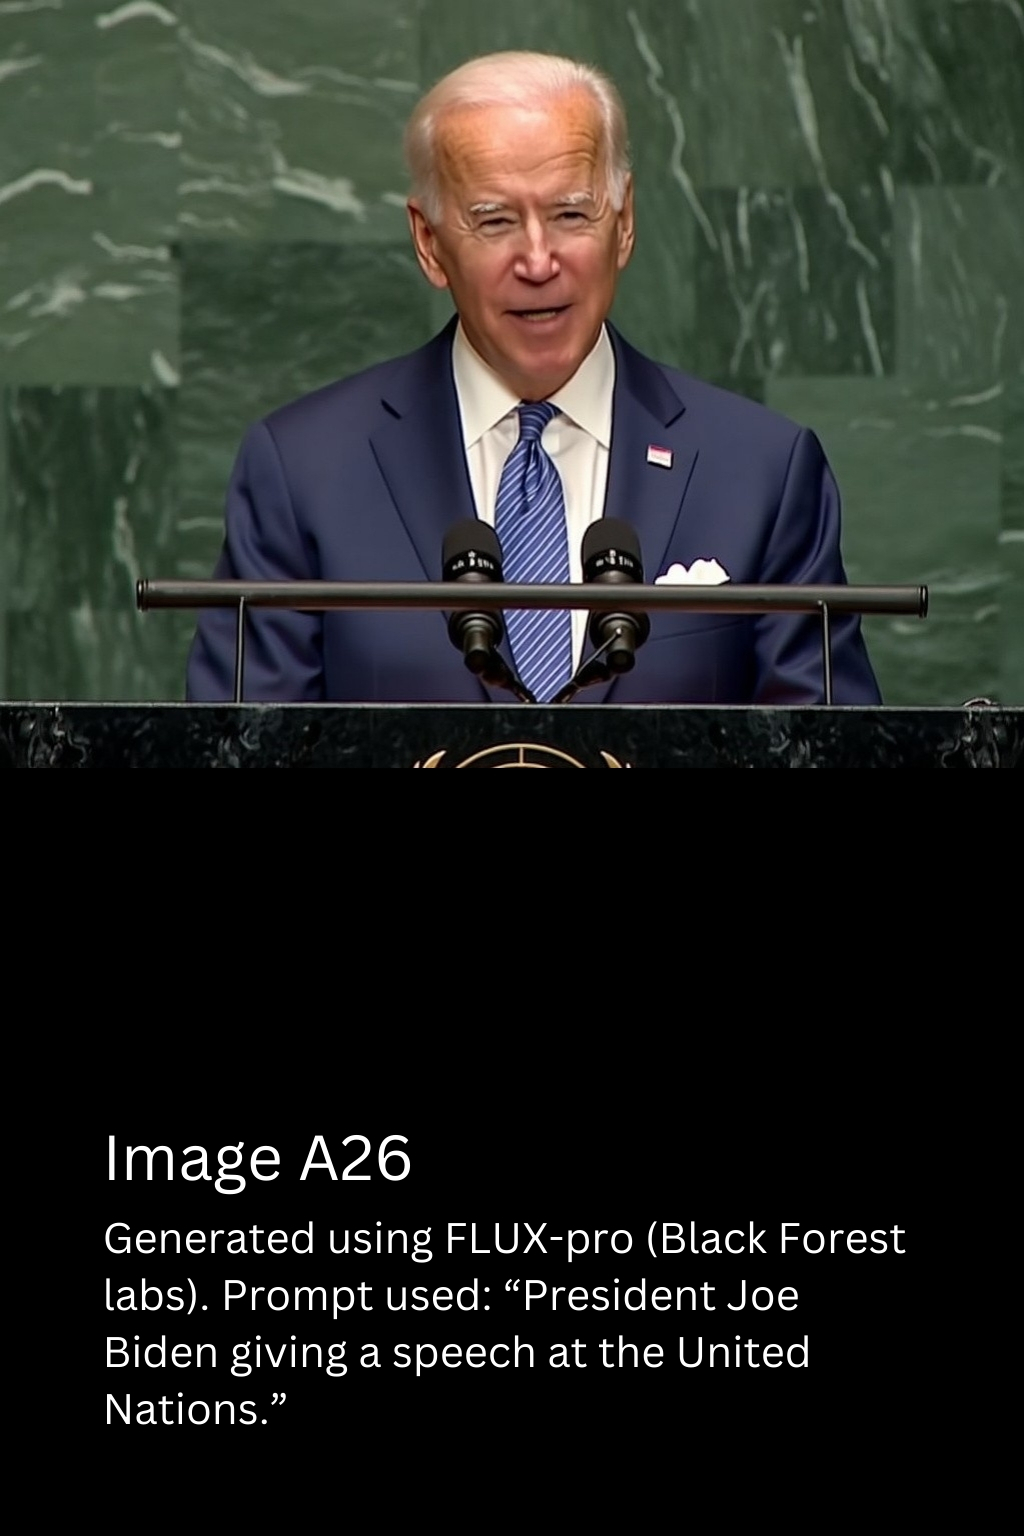 Image A26
Generated using FLUX-pro (Black Forest
labs). Prompt used: “President Joe
Biden giving a speech at the United
Nations.”